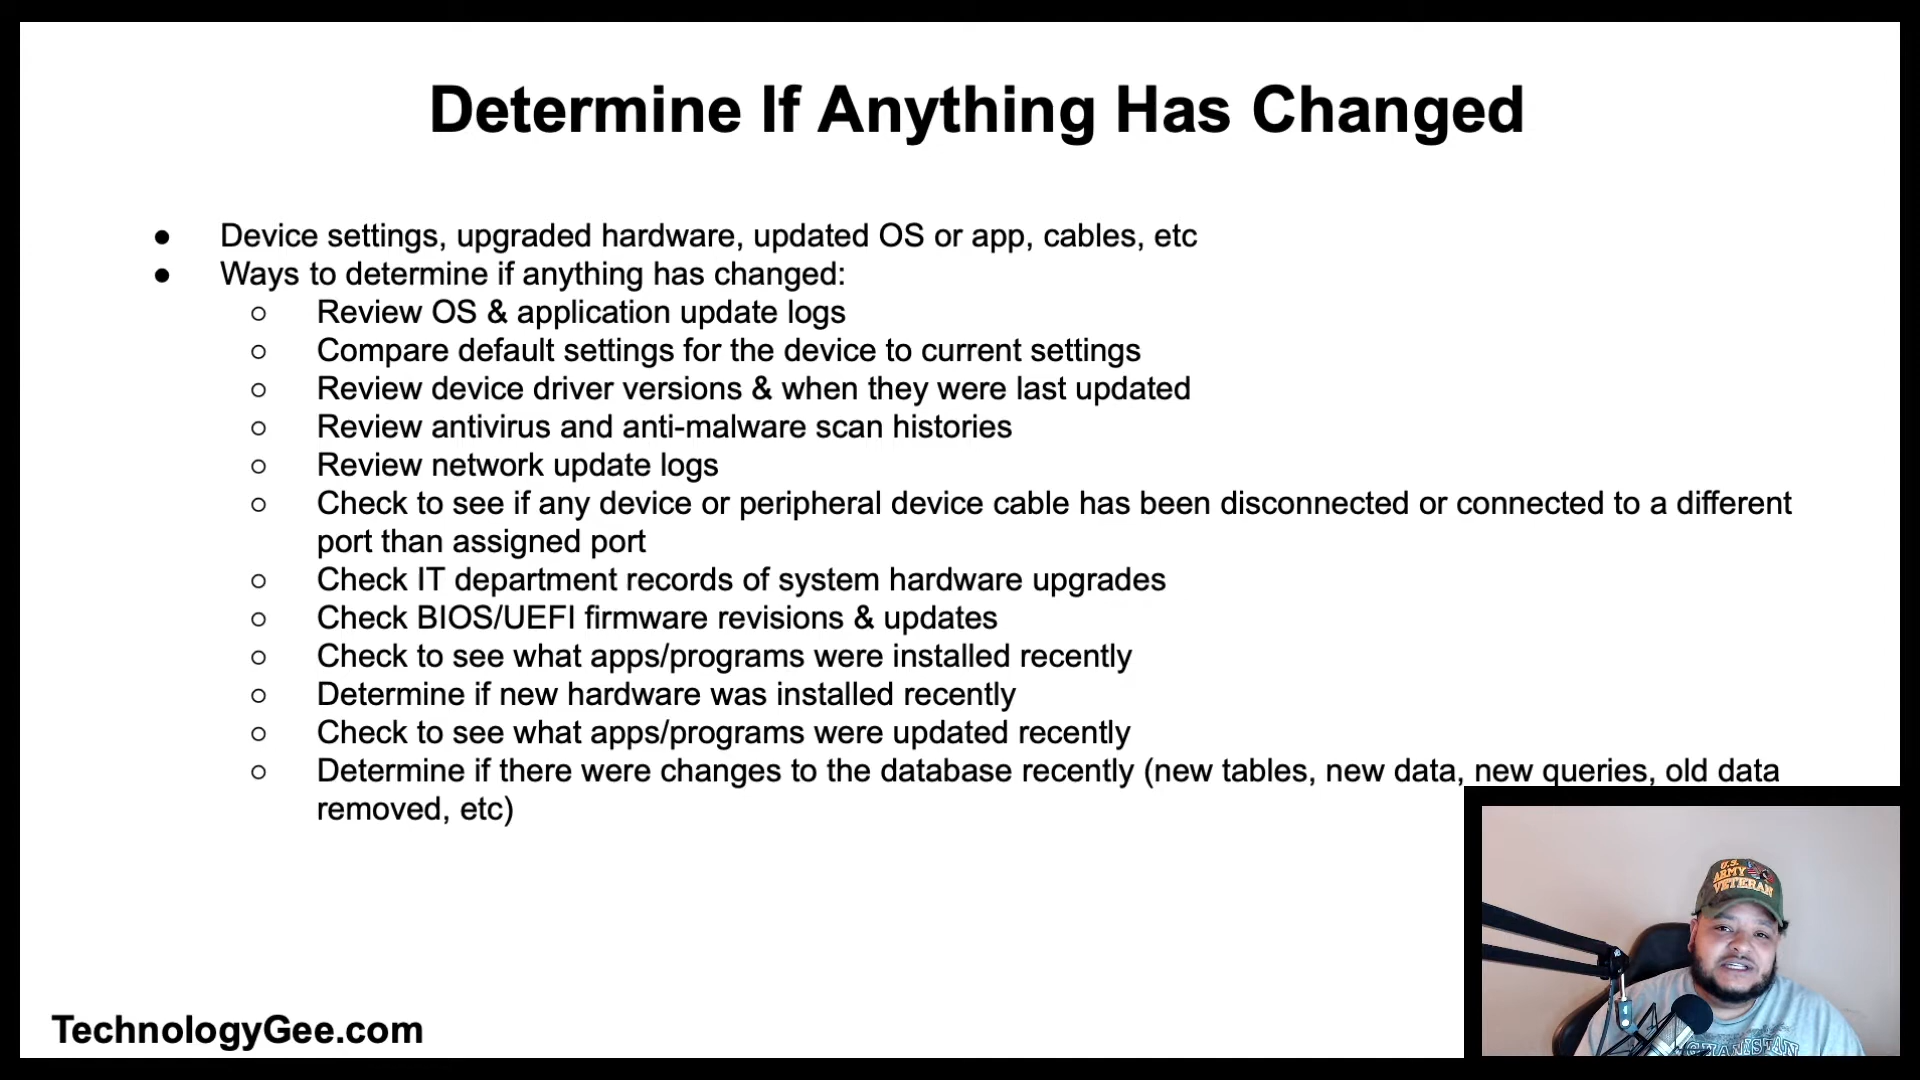 Determine If Anything Has Changed
● Device settings, upgraded hardware, updated OS or app, cables, etc
● Ways to determine if anything has changed:
○ Review OS & application update logs
○ Compare default settings for the device to current settings
○ Review device driver versions & when they were last updated
○ Review antivirus and anti-malware scan histories
○ Review network update logs
○ Check to see if any device or peripheral device cable has been disconnected or connected to a different
port than assigned port
○ Check IT department records of system hardware upgrades
○ Check BIOS/UEFI firmware revisions & updates
○ Check to see what apps/programs were installed recently
○ Determine if new hardware was installed recently
○ Check to see what apps/programs were updated recently
○ Determine if there were changes to the database recently (new tables, new data, new queries, old data
removed, etc)
U.S.
ARMY
VETERAN
TechnologyGee.com